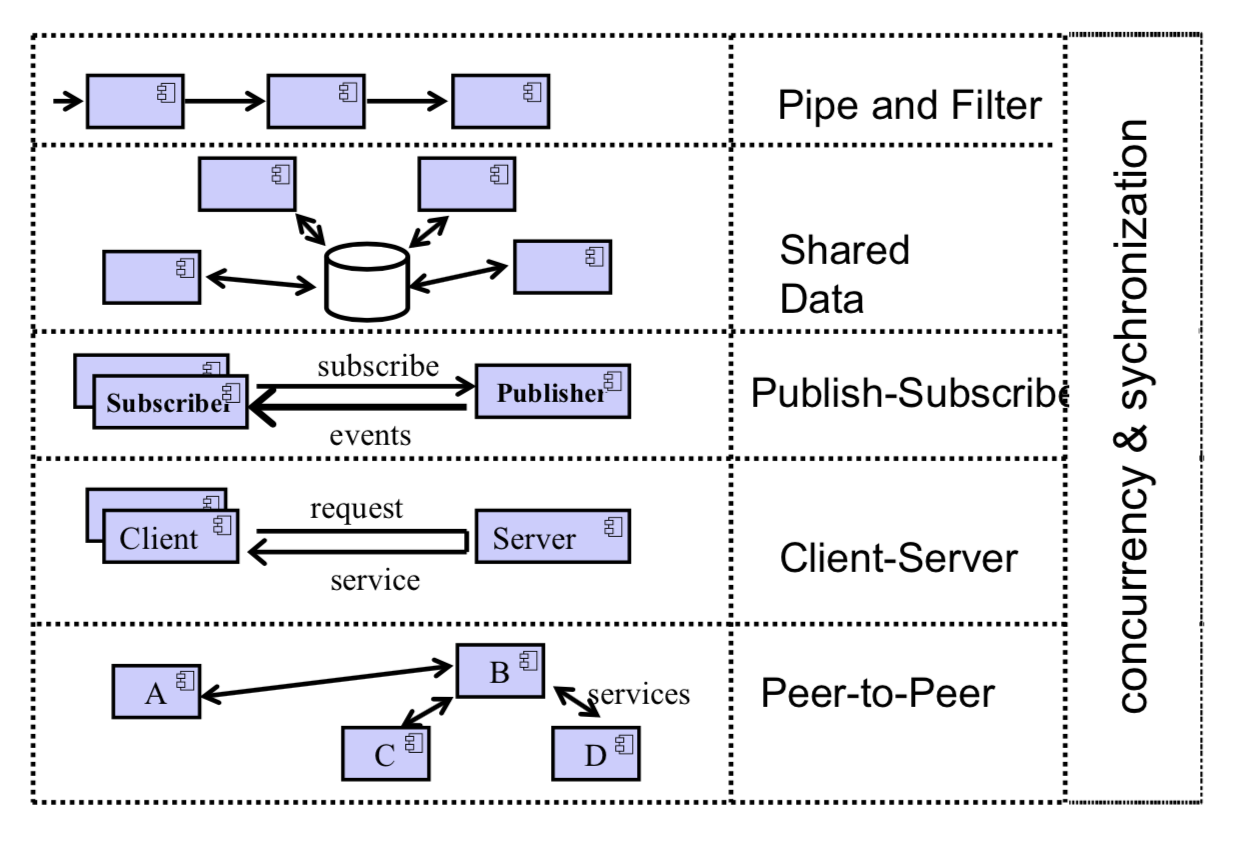 Pipe and Filter
Shared
Data
subscribe
Subscriber
Publisher
events
Publish-Subscribe
request
Client
Server
service
Client-Server
A
B
services
C
D
Peer-to-Peer
concurrency & sychronization